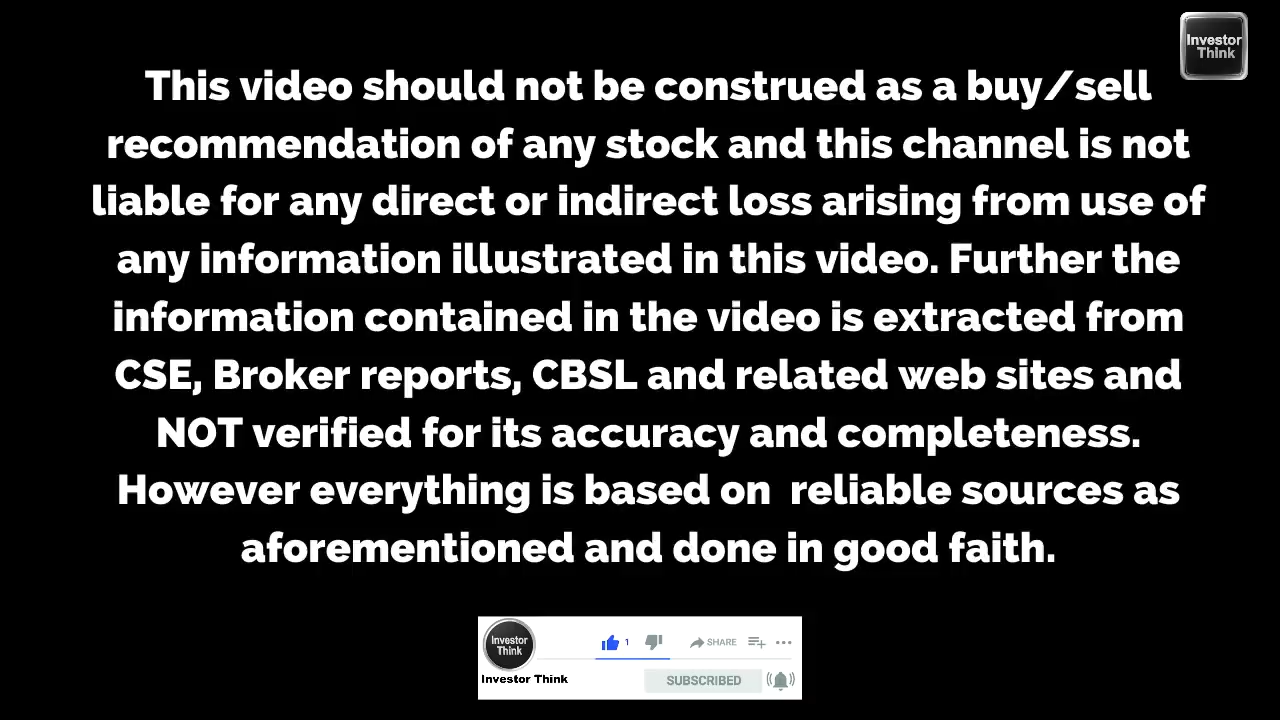 Investor
Think
This video should not be construed as a buy/sell
recommendation of any stock and this channel is not
liable for any direct or indirect loss arising from use of
any information illustrated in this video. Further the
information contained in the video is extracted from
CSE, Broker reports, CBSL and related web sites and
NOT verified for its accuracy and completeness.
However everything is based on  reliable sources as
aforementioned and done in good faith.
Investor
Think
1
SHARE
Investor Think
SUBSCRIBED